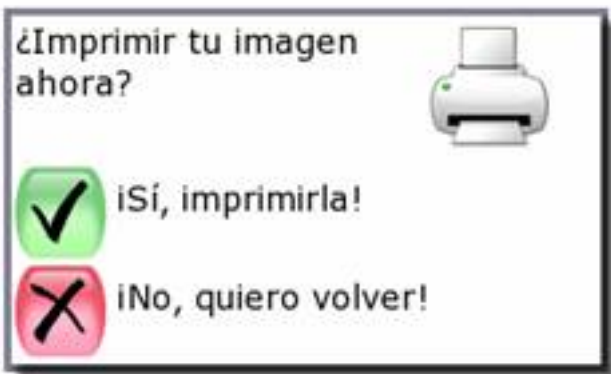 ¿Imprimir tu imagen
ahora?
¡Sí, imprimirla!
¡No, quiero volver!